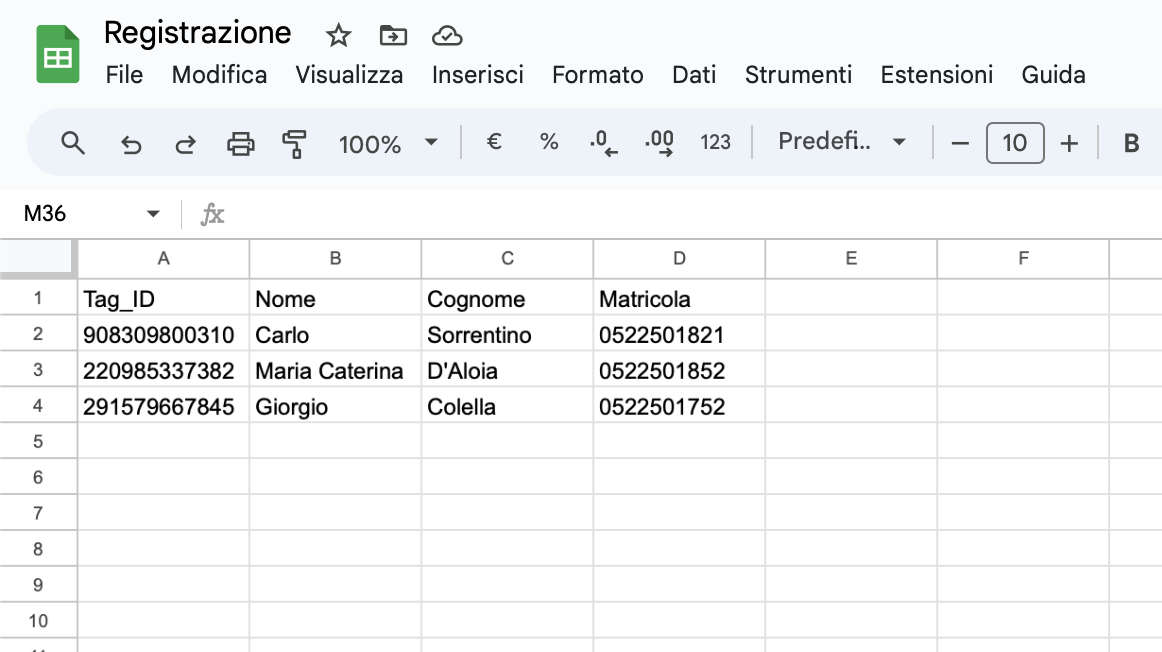 Registrazione
File Modifica Visualizza Inserisci Formato Dati Strumenti Estensioni Guida
100% € % .0 .00 123 Predefi... 10 B
M36 fx
A B C D E F
1 Tag_ID Nome Cognome Matricola
2 908309800310 Carlo Sorrentino 0522501821
3 220985337382 Maria Caterina D'Aloia 0522501852
4 291579667845 Giorgio Colella 0522501752
5
6
7
8
9
10